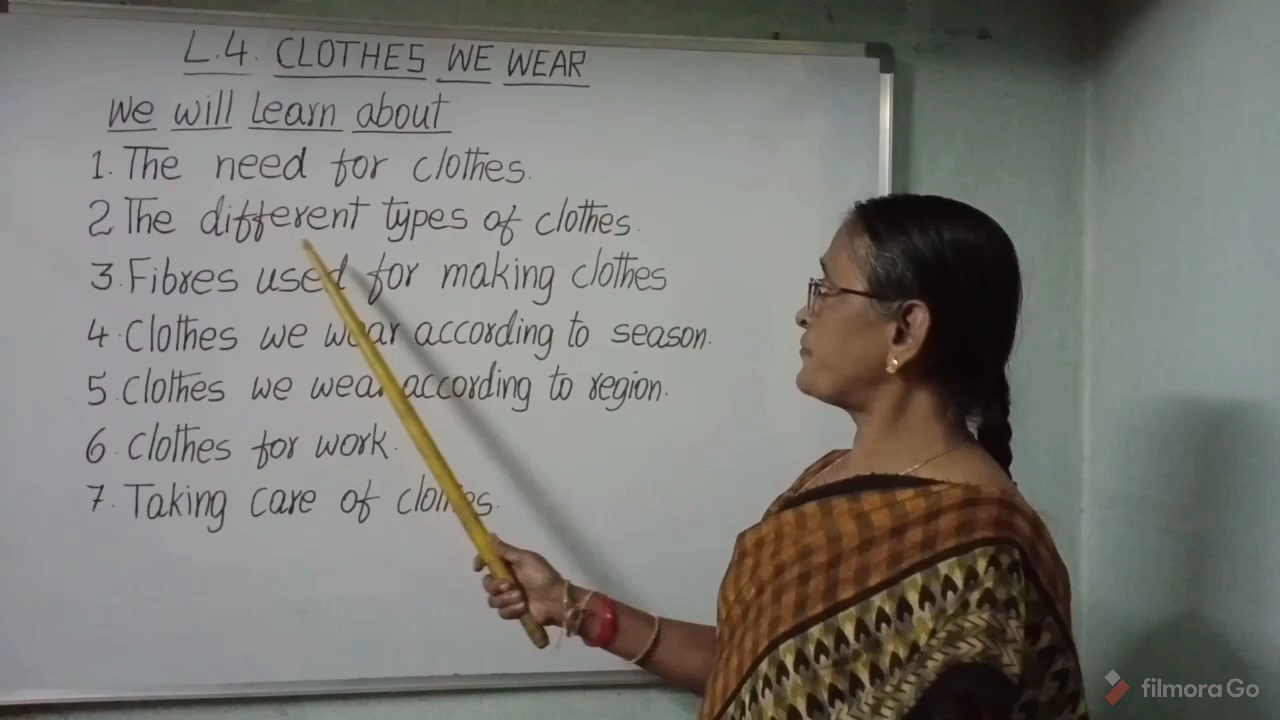 L.4. CLOTHES WE WEAR
We will Learn about
1. The need for clothes.
2 The different types of clothes.
3. Fibres used for making clothes
4. Clothes we wear according to season.
5. Clothes we wear according to region.
6. Clothes for work.
7. Taking care of clothes.
filmoraGo